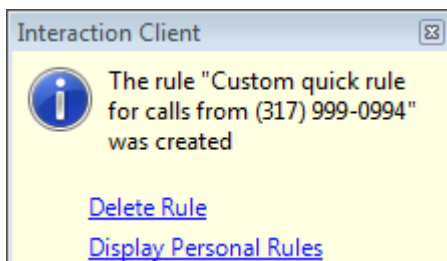 Interaction Client
The rule "Custom quick rule
for calls from (317) 999-0994"
was created
Delete Rule
Display Personal Rules